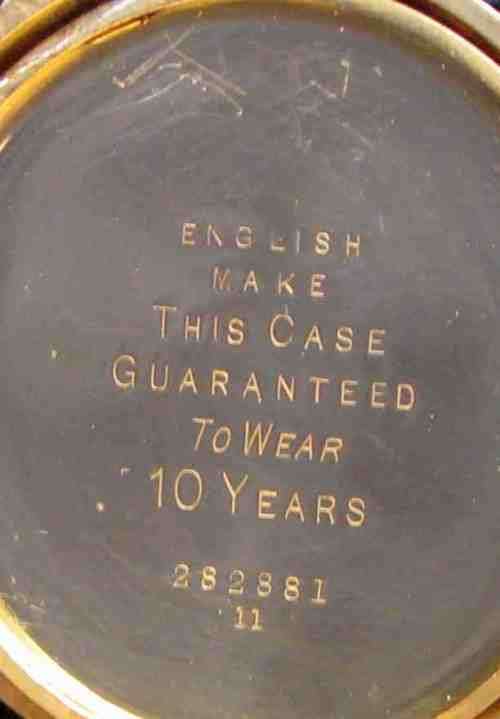 ENGLISH
MAKE
THIS CASE
GUARANTEED
TO WEAR
10 YEARS
282881
11